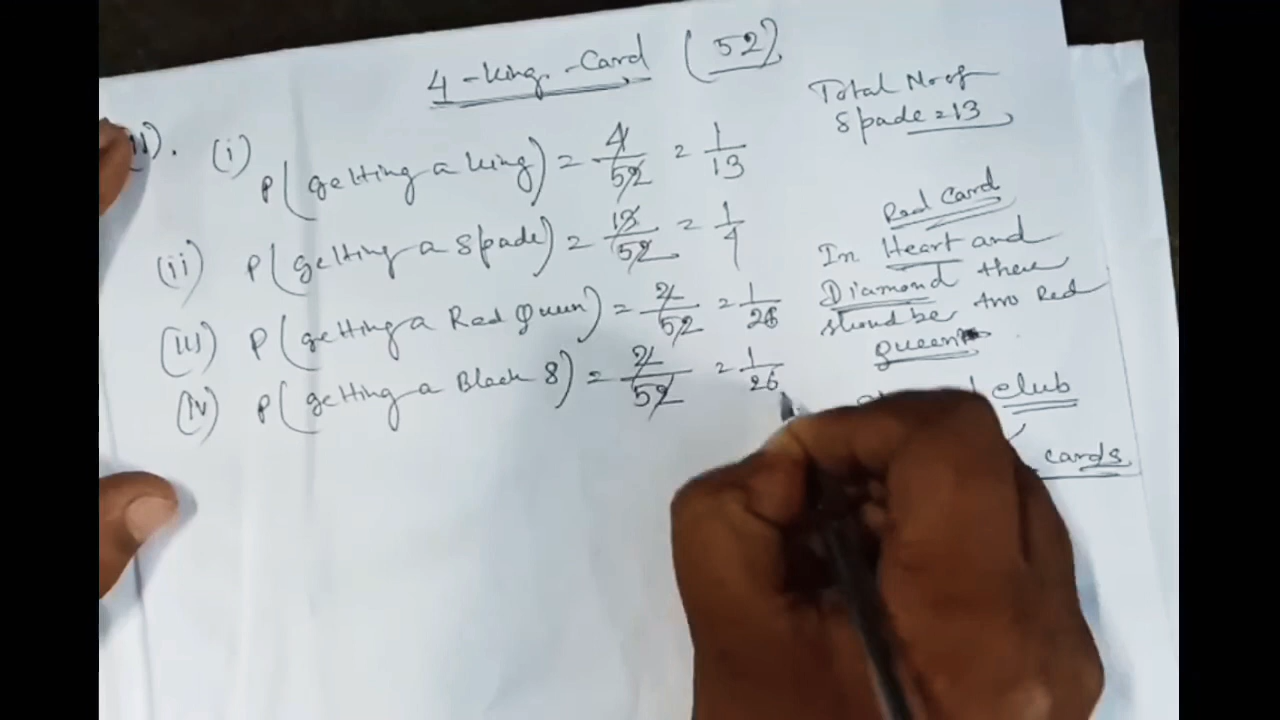 4-king-Card (52)
Total No of
Spade=13
11). (i) P(getting a king) = 4/52 = 1/13
(ii) P(getting a Spade) = 13/52 = 1/4
(iii) P(getting a Red Queen) = 2/52 = 1/26
(iv) P(getting a Black 8) = 2/52 = 1/26
Red Card
In Heart and
Diamond there
should be two Red
queen
club
cards